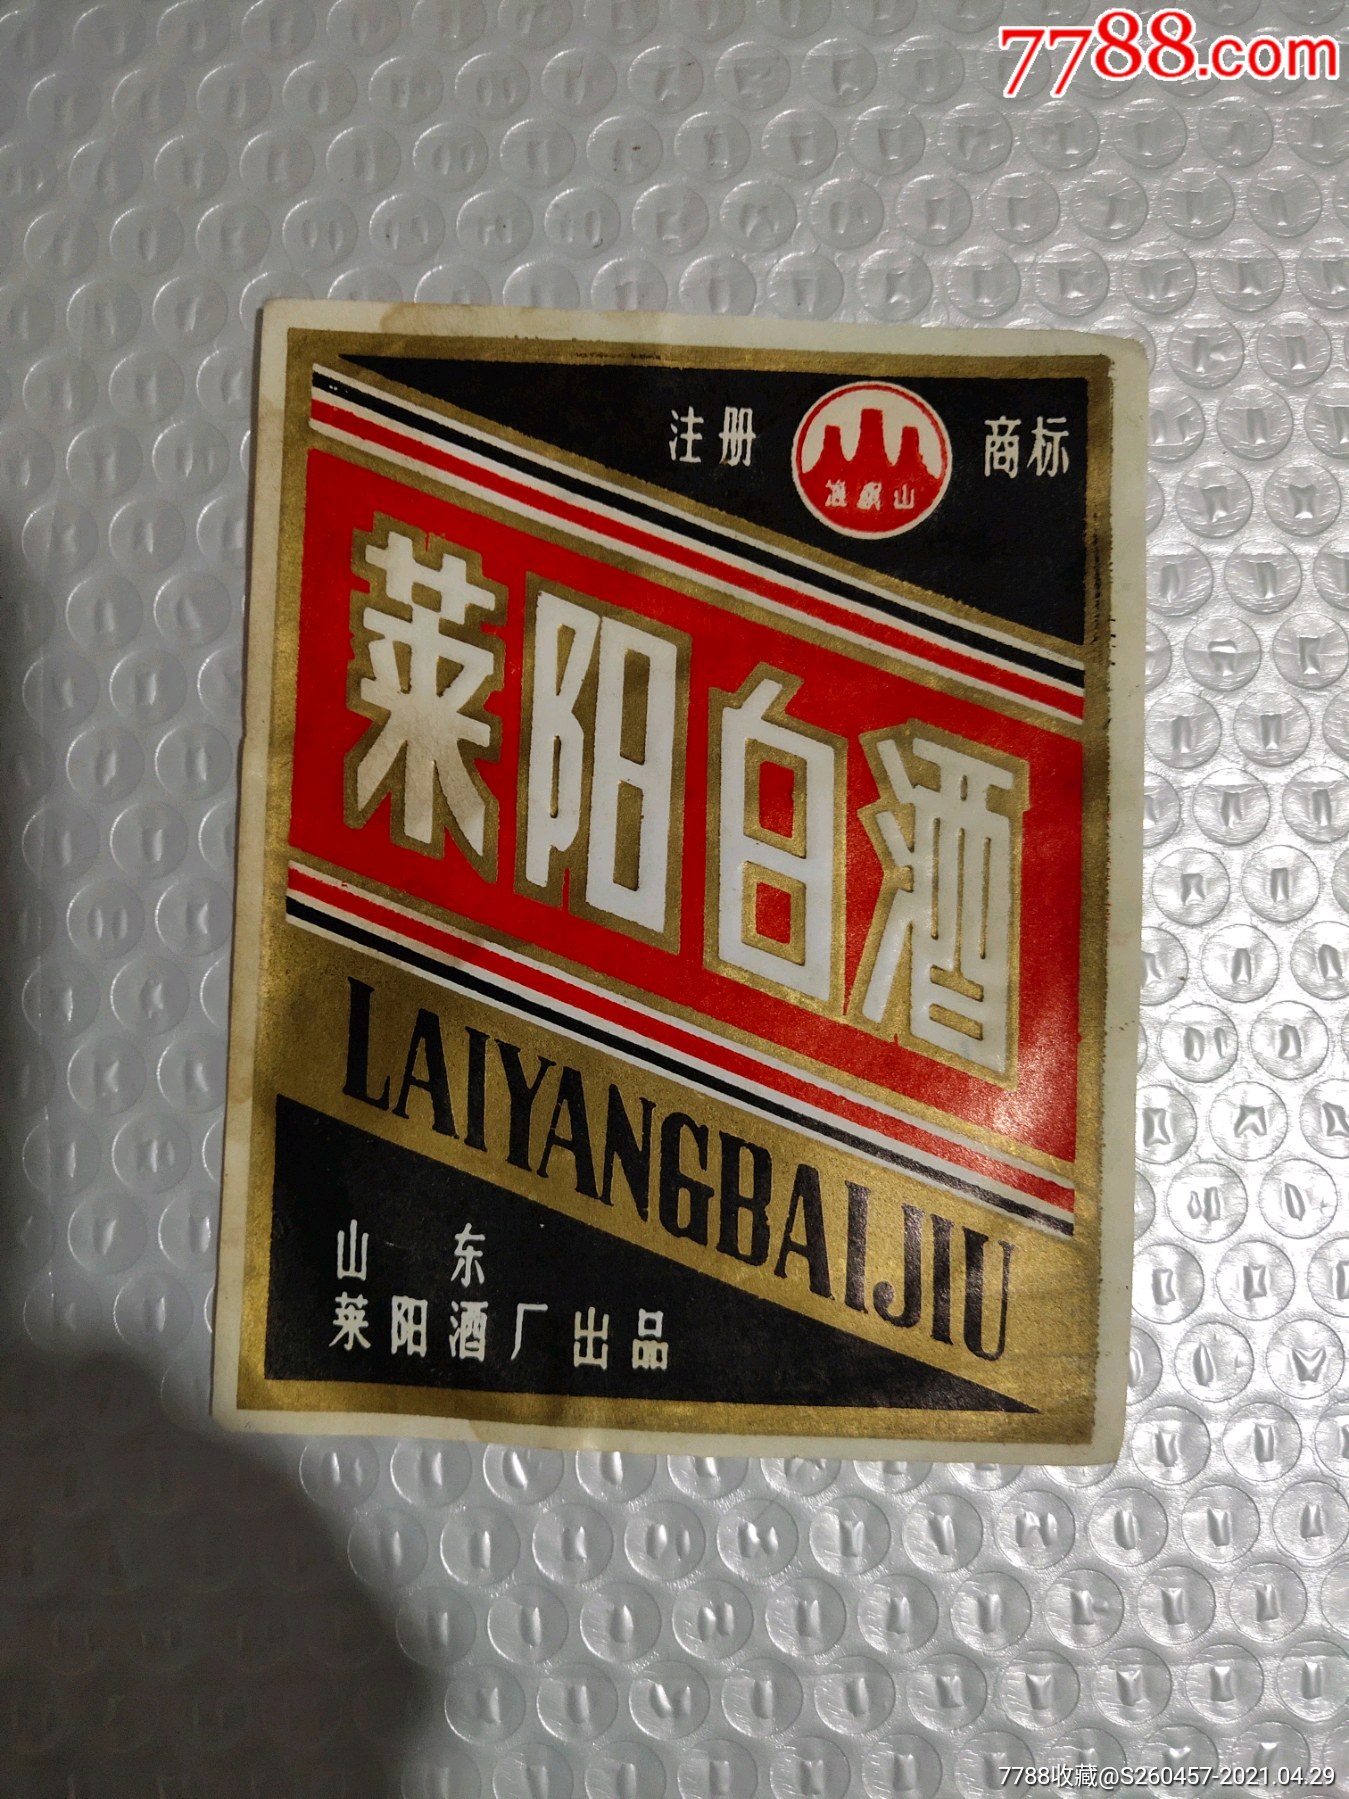 7788.com
注册 商标
山
莱阳白酒
LAIYANGBAIJIU
山东
莱阳酒厂出品
7788收藏@S260457-2021.04.29